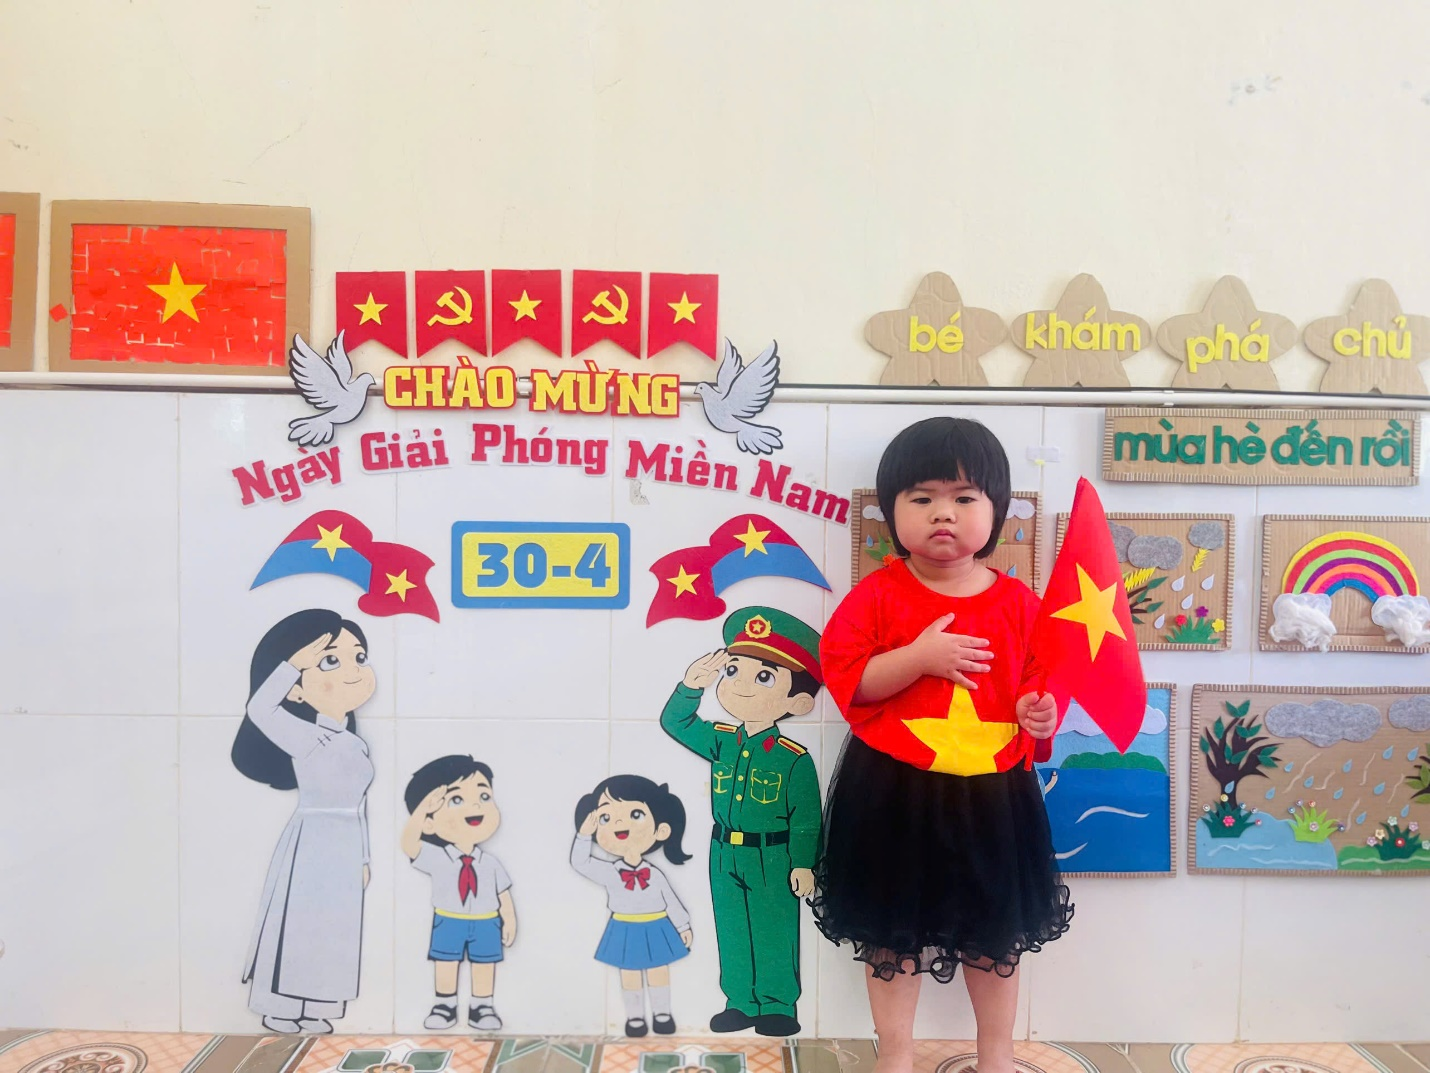 CHÀO MỪNG
Ngày Giải Phóng Miền Nam
30-4
bé khám phá chủ
mùa hè đến rồi